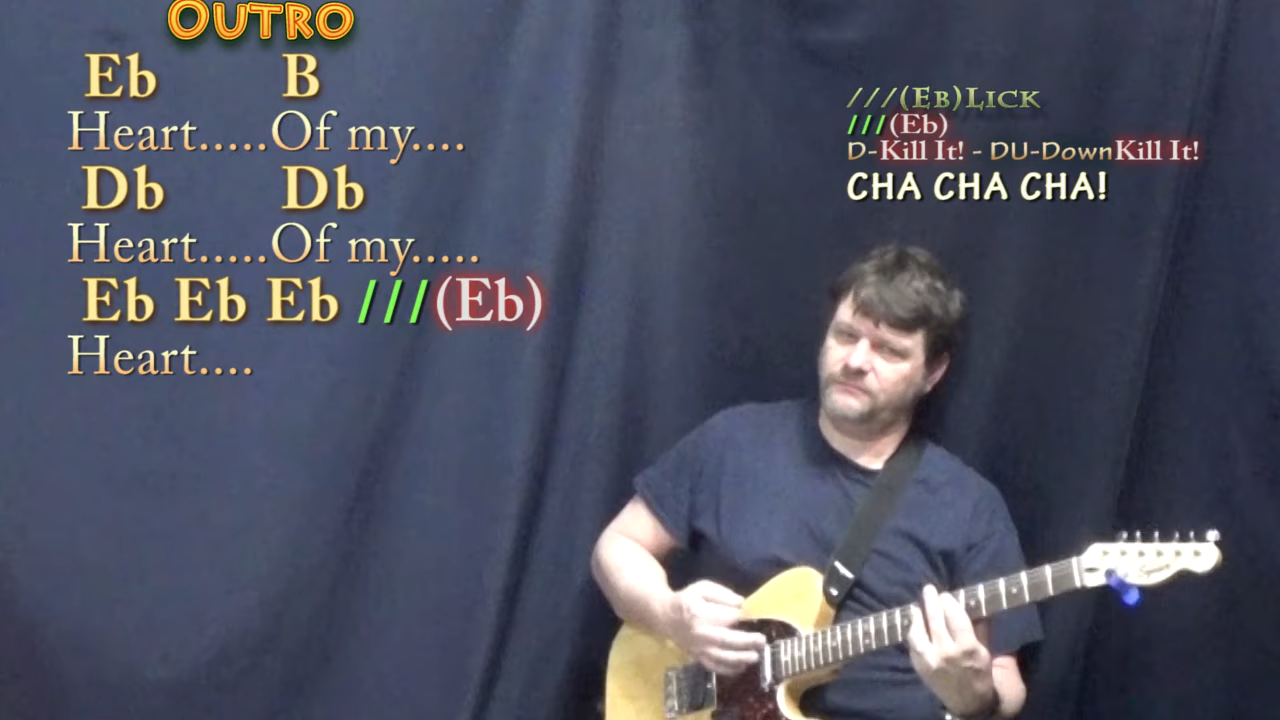 OUTRO
Eb B
Heart.....Of my....
Db Db
Heart.....Of my.....
Eb Eb Eb ///(Eb)
Heart....
///(EB)LICK
///(Eb)
D-Kill It! - DU-DownKill It!
CHA CHA CHA!
Squier